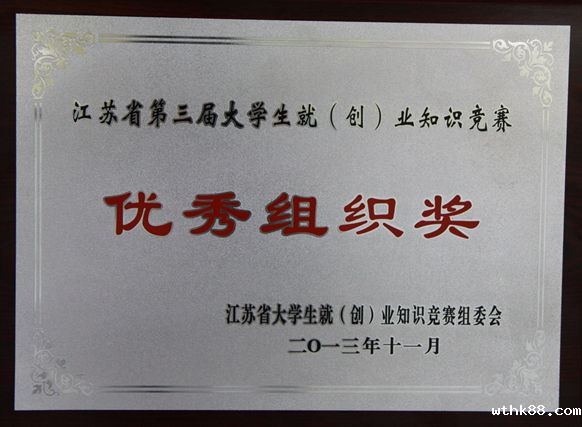 江苏省第三届大学生就（创）业知识竞赛
优秀组织奖
江苏省大学生就（创）业知识竞赛组委会
二O一三年十一月
wthk88.com